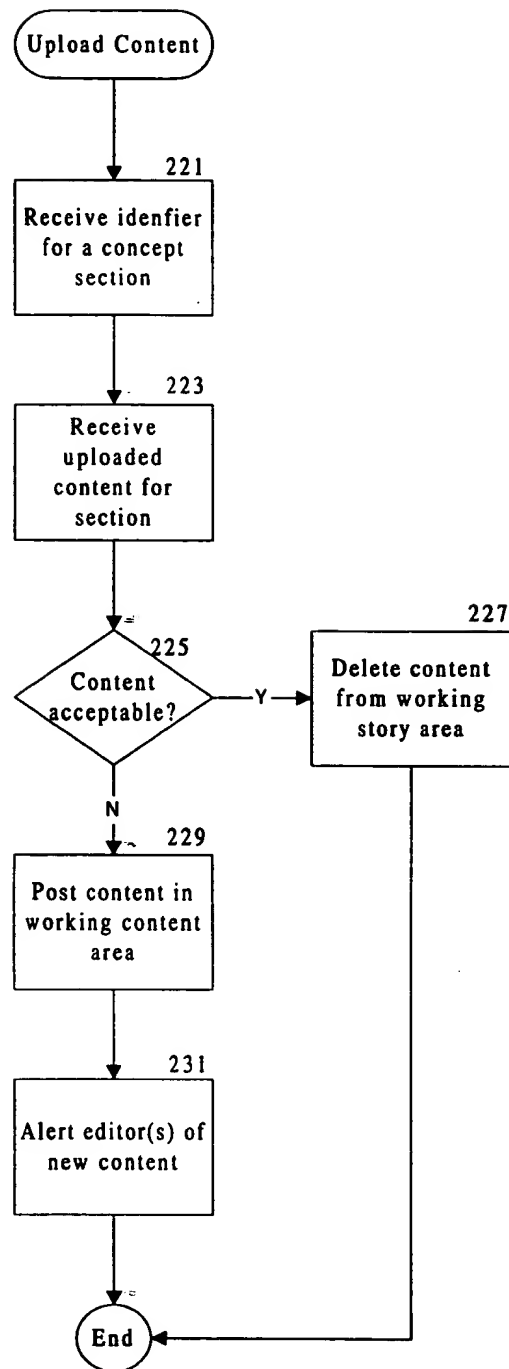 Upload Content
221
Receive idenfier
for a concept
section
223
Receive
uploaded
content for
section
225
Content
acceptable?
Y
227
Delete content
from working
story area
N
229
Post content in
working content
area
231
Alert editor(s) of
new content
End